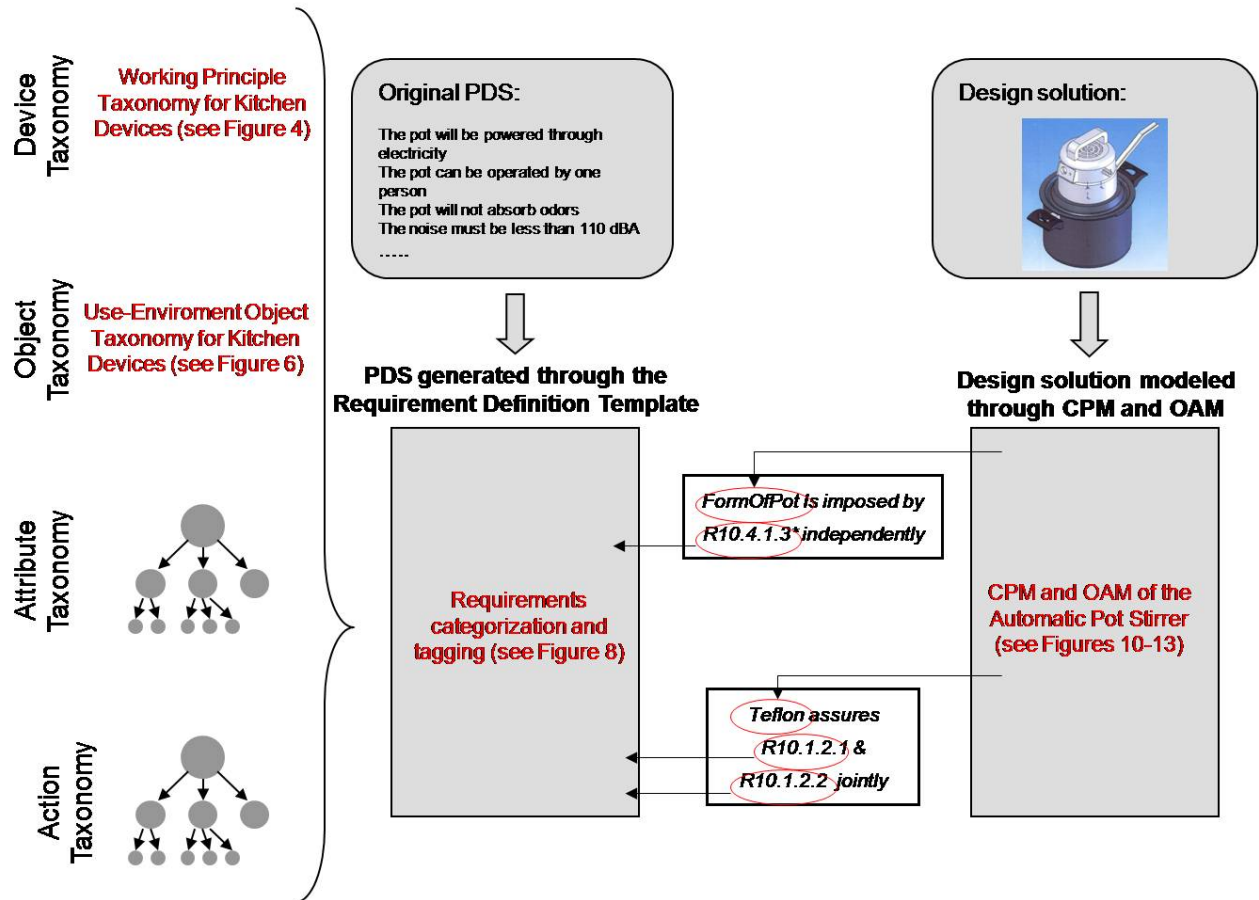 Device
Taxonomy
Working Principle
Taxonomy for Kitchen
Devices (see Figure 4)
Object
Taxonomy
Use-Enviroment Object
Taxonomy for Kitchen
Devices (see Figure 6)
Attribute
Taxonomy
Action
Taxonomy
Original PDS:
The pot will be powered through
electricity
The pot can be operated by one
person
The pot will not absorb odors
The noise must be less than 110 dBA
.....
PDS generated through the
Requirement Definition Template
Requirements
categorization and
tagging (see Figure 8)
FormOfPot is imposed by
R10.4.1.3* independently
Teflon assures
R10.1.2.1 &
R10.1.2.2 jointly
Design solution:
Design solution modeled
through CPM and OAM
CPM and OAM of the
Automatic Pot Stirrer
(see Figures 10-13)